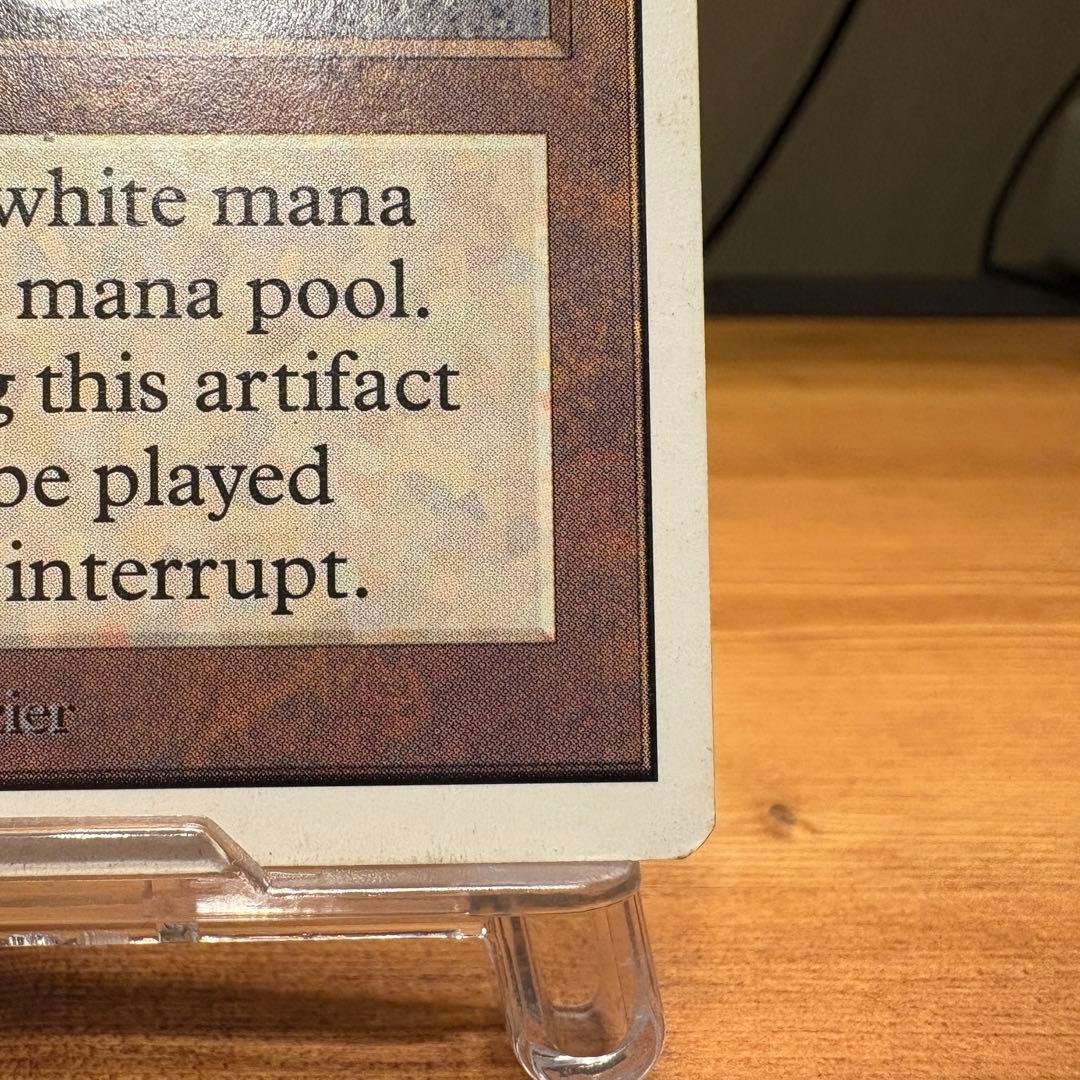 white mana
mana pool.
this artifact
be played
interrupt.